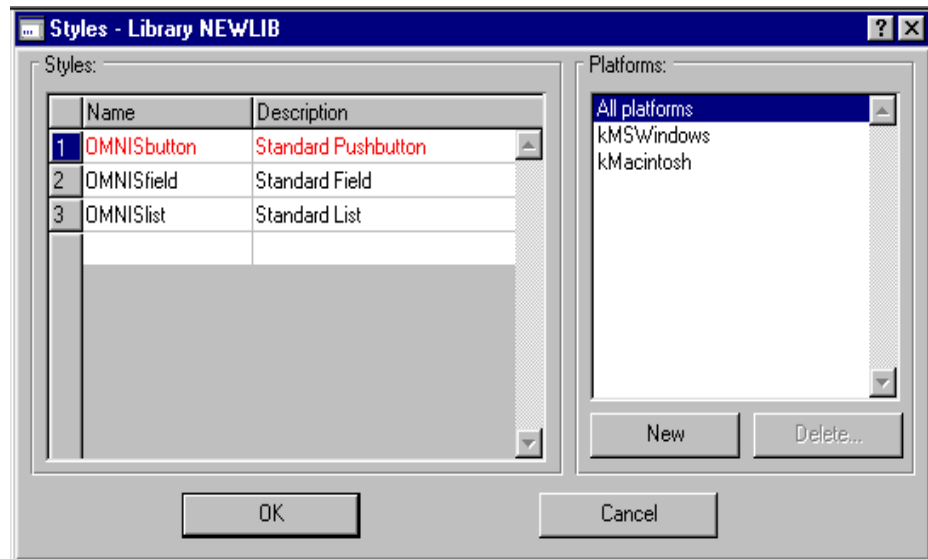 Styles - Library NEWLIB
Styles:
Name Description
1 OMNISbutton Standard Pushbutton
2 OMNISfield Standard Field
3 OMNISlist Standard List
Platforms:
All platforms
kMSWindows
kMacintosh
New Delete...
OK Cancel